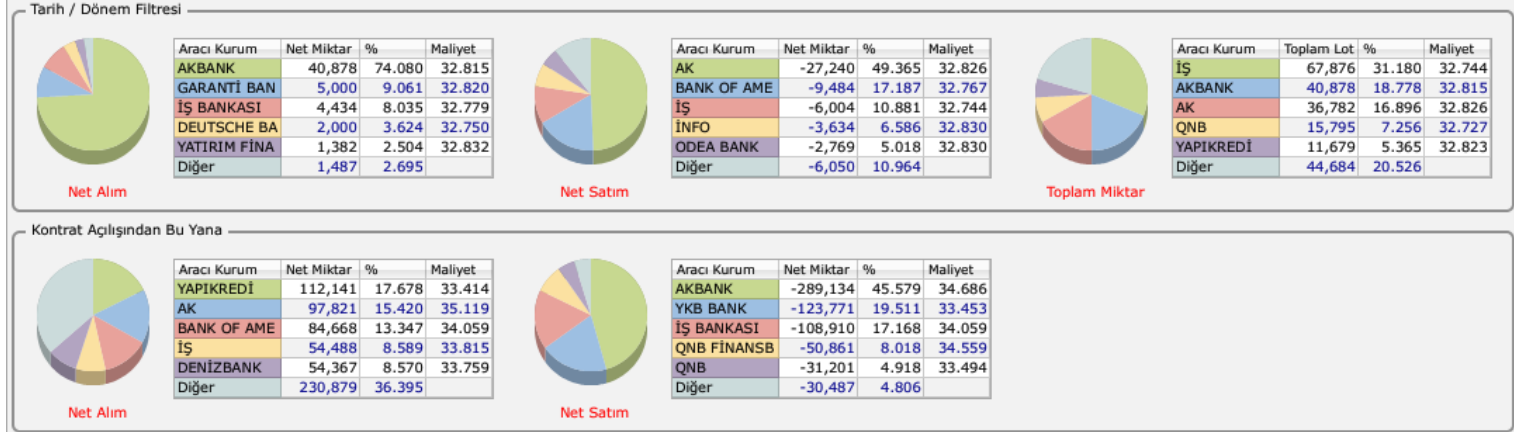 Tarih / Dönem Filtresi
Aracı Kurum Net Miktar % Maliyet
AKBANK 40,878 74.080 32.815
GARANTİ BAN 5,000 9.061 32.820
İŞ BANKASI 4,434 8.035 32.779
DEUTSCHE BA 2,000 3.624 32.750
YATIRIM FİNA 1,382 2.504 32.832
Diğer 1,487 2.695
Net Alım
Aracı Kurum Net Miktar % Maliyet
AK -27,240 49.365 32.826
BANK OF AME -9,484 17.187 32.767
İŞ -6,004 10.881 32.744
İNFO -3,634 6.586 32.830
ODEA BANK -2,769 5.018 32.830
Diğer -6,050 10.964
Net Satım
Aracı Kurum Toplam Lot % Maliyet
İŞ 67,876 31.180 32.744
AKBANK 40,878 18.778 32.815
AK 36,782 16.896 32.826
QNB 15,795 7.256 32.727
YAPIKREDİ 11,679 5.365 32.823
Diğer 44,684 20.526
Toplam Miktar
Kontrat Açılışından Bu Yana
Aracı Kurum Net Miktar % Maliyet
YAPIKREDİ 112,141 17.678 33.414
AK 97,821 15.420 35.119
BANK OF AME 84,668 13.347 34.059
İŞ 54,488 8.589 33.815
DENİZBANK 54,367 8.570 33.759
Diğer 230,879 36.395
Net Alım
Aracı Kurum Net Miktar % Maliyet
AKBANK -289,134 45.579 34.686
YKB BANK -123,771 19.511 33.453
İŞ BANKASI -108,910 17.168 34.059
QNB FİNANSB -50,861 8.018 34.559
QNB -31,201 4.918 33.494
Diğer -30,487 4.806
Net Satım